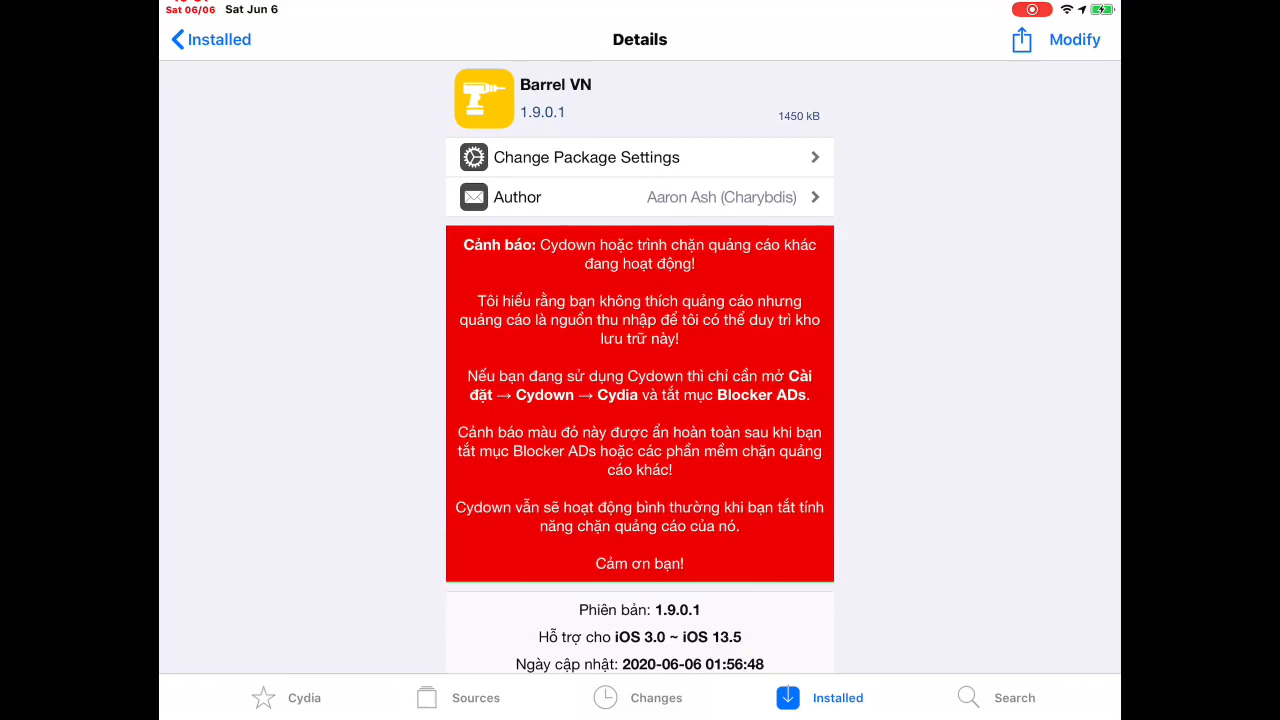 Sat 06/06 Sat Jun 6
Installed
Details
Modify
Barrel VN
1.9.0.1
1450 kB
Change Package Settings
Author
Aaron Ash (Charybdis)
Cảnh báo: Cydown hoặc trình chặn quảng cáo khác
đang hoạt động!
Tôi hiểu rằng bạn không thích quảng cáo nhưng
quảng cáo là nguồn thu nhập để tôi có thể duy trì kho
lưu trữ này!
Nếu bạn đang sử dụng Cydown thì chỉ cần mở Cài
đặt → Cydown → Cydia và tắt mục Blocker ADs.
Cảnh báo màu đỏ này được ẩn hoàn toàn sau khi bạn
tắt mục Blocker ADs hoặc các phần mềm chặn quảng
cáo khác!
Cydown vẫn sẽ hoạt động bình thường khi bạn tắt tính
năng chặn quảng cáo của nó.
Cảm ơn bạn!
Phiên bản: 1.9.0.1
Hỗ trợ cho iOS 3.0 ~ iOS 13.5
Ngày cập nhật: 2020-06-06 01:56:48
Cydia
Sources
Changes
Installed
Search